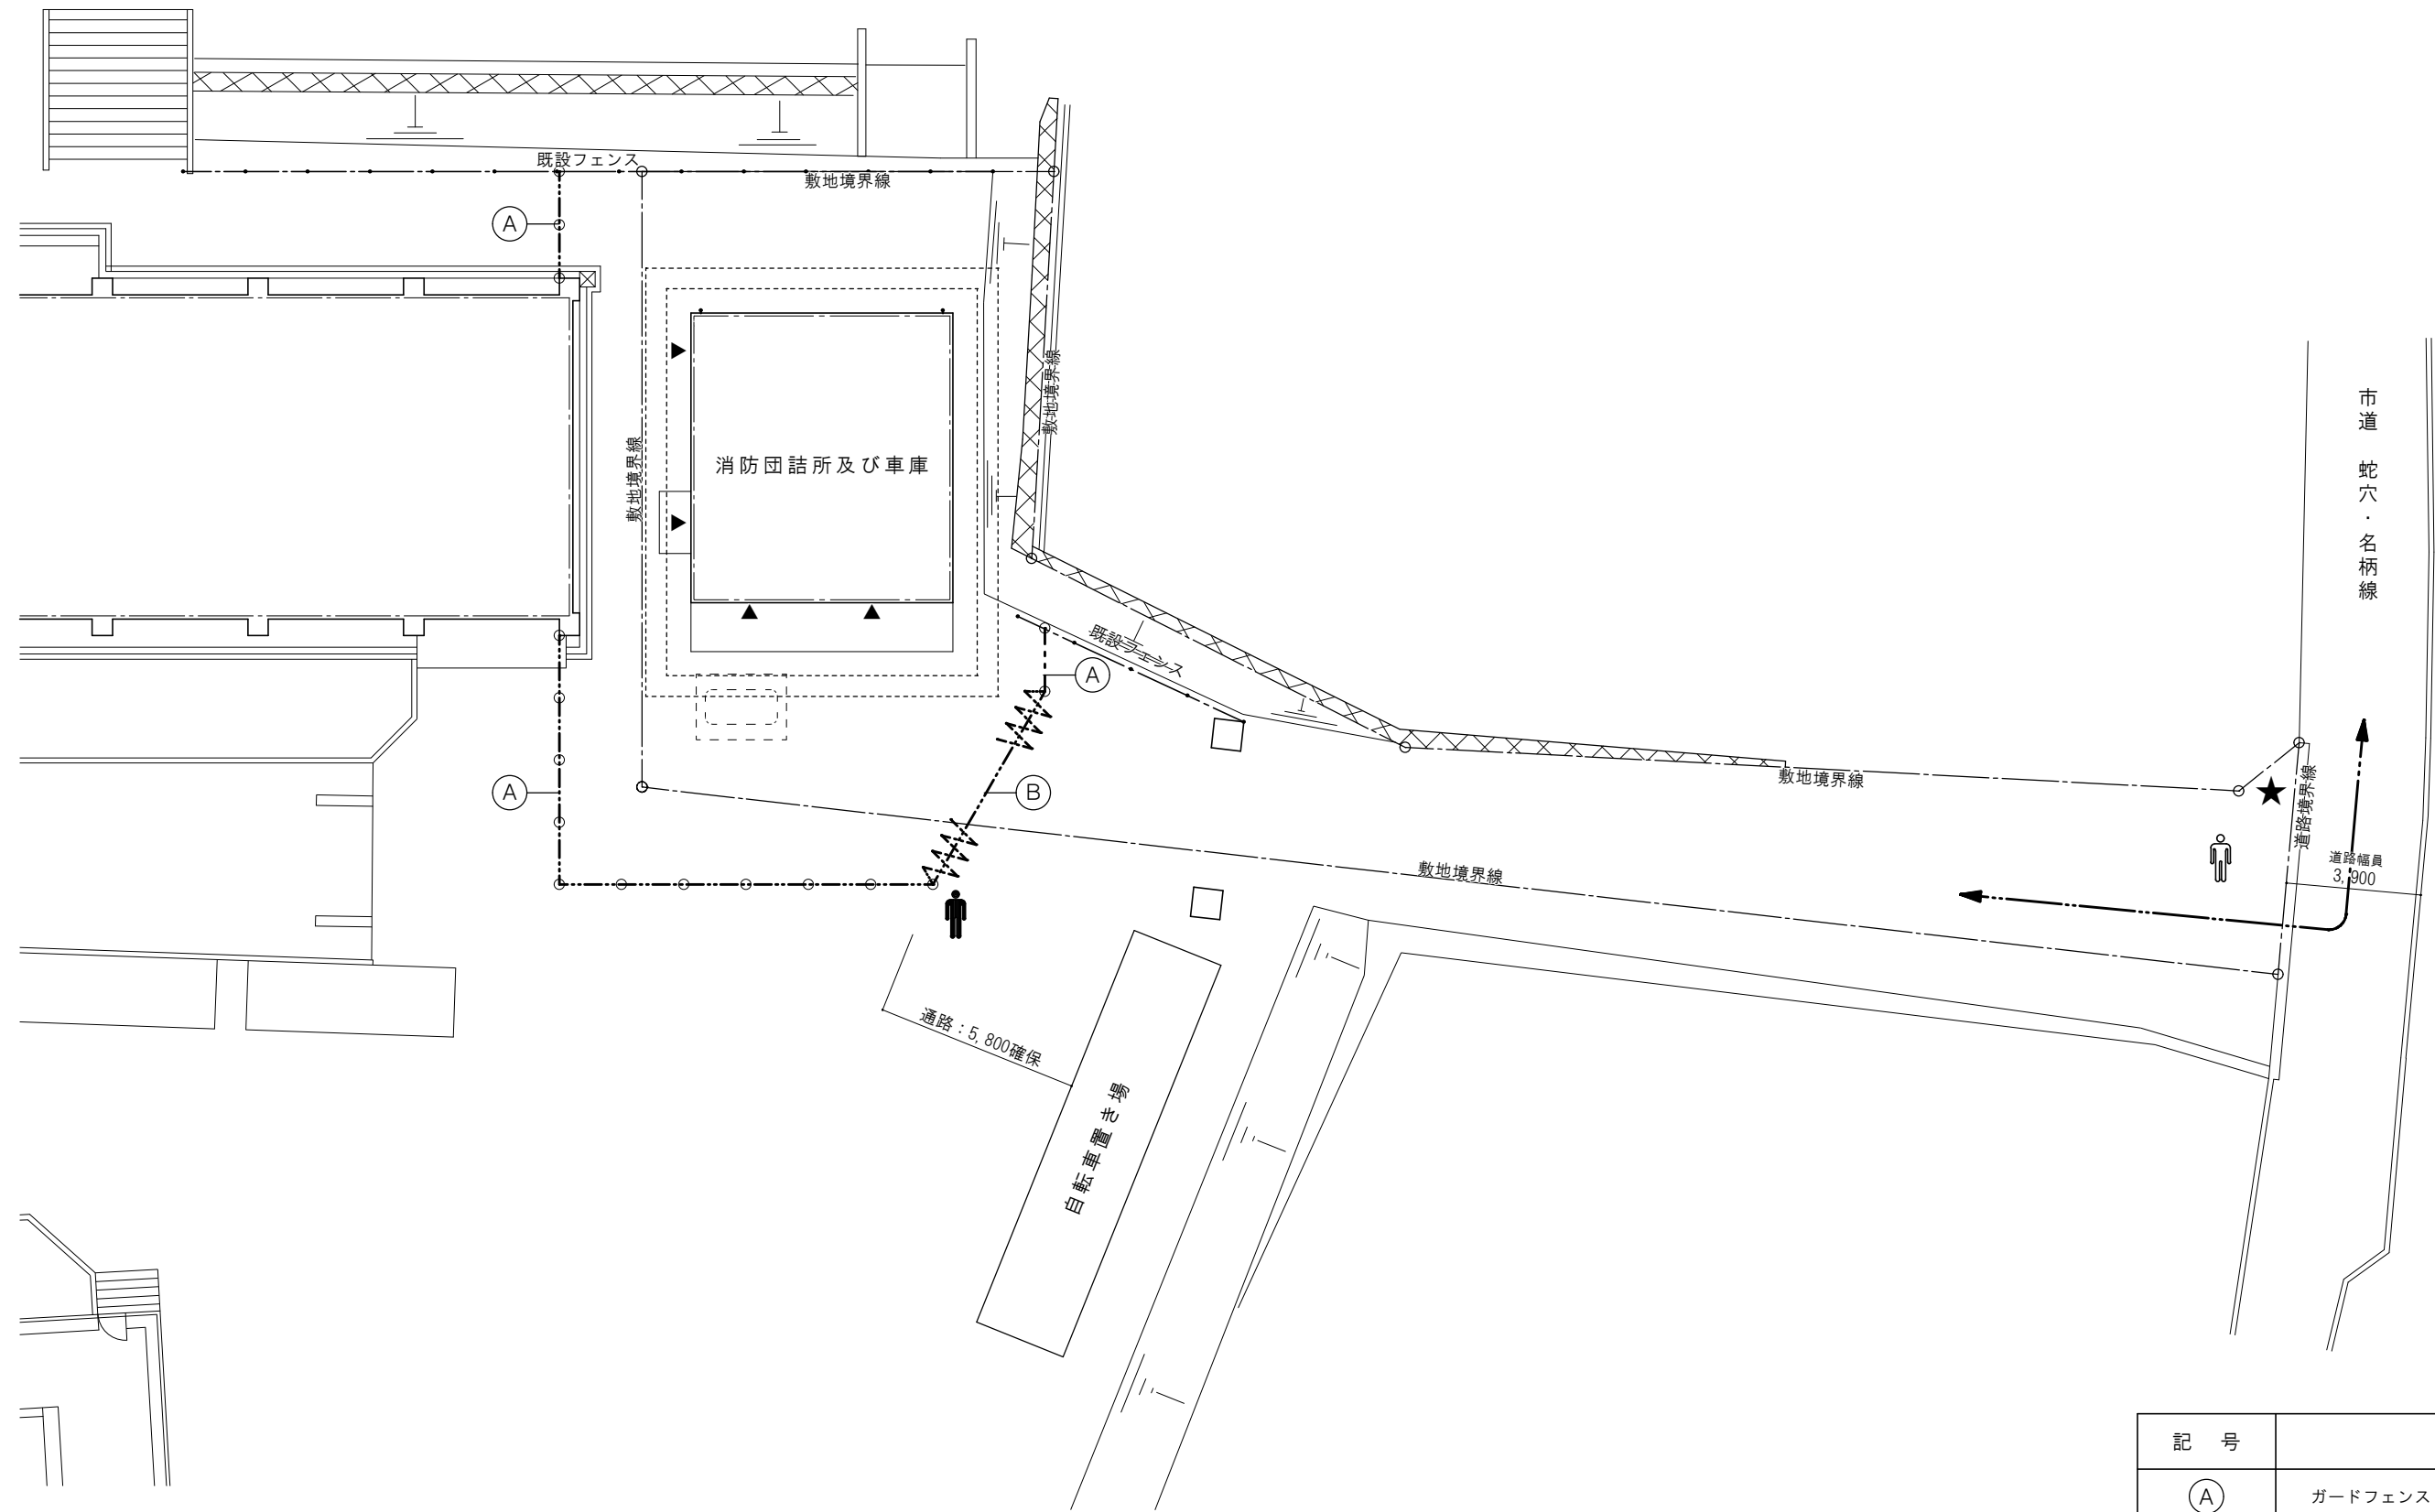 既設フェンス
敷地境界線
A
敷地境界線
敷地境界線
消防団詰所及び車庫
市道 蛇穴・名柄線
既設フェンス
A
A
B
敷地境界線
道路境界線
敷地境界線
道路幅員
3,900
通路：5,800確保
自転車置き場
記 号
A
ガードフェンス